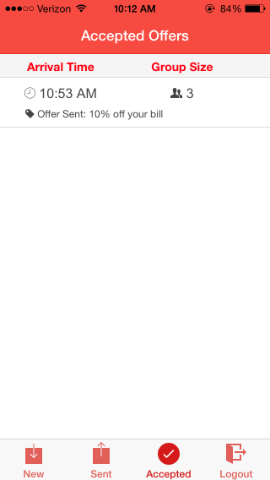 Verizon 10:12 AM 84%
Accepted Offers
Arrival Time Group Size
10:53 AM 3
Offer Sent: 10% off your bill
New Sent Accepted Logout